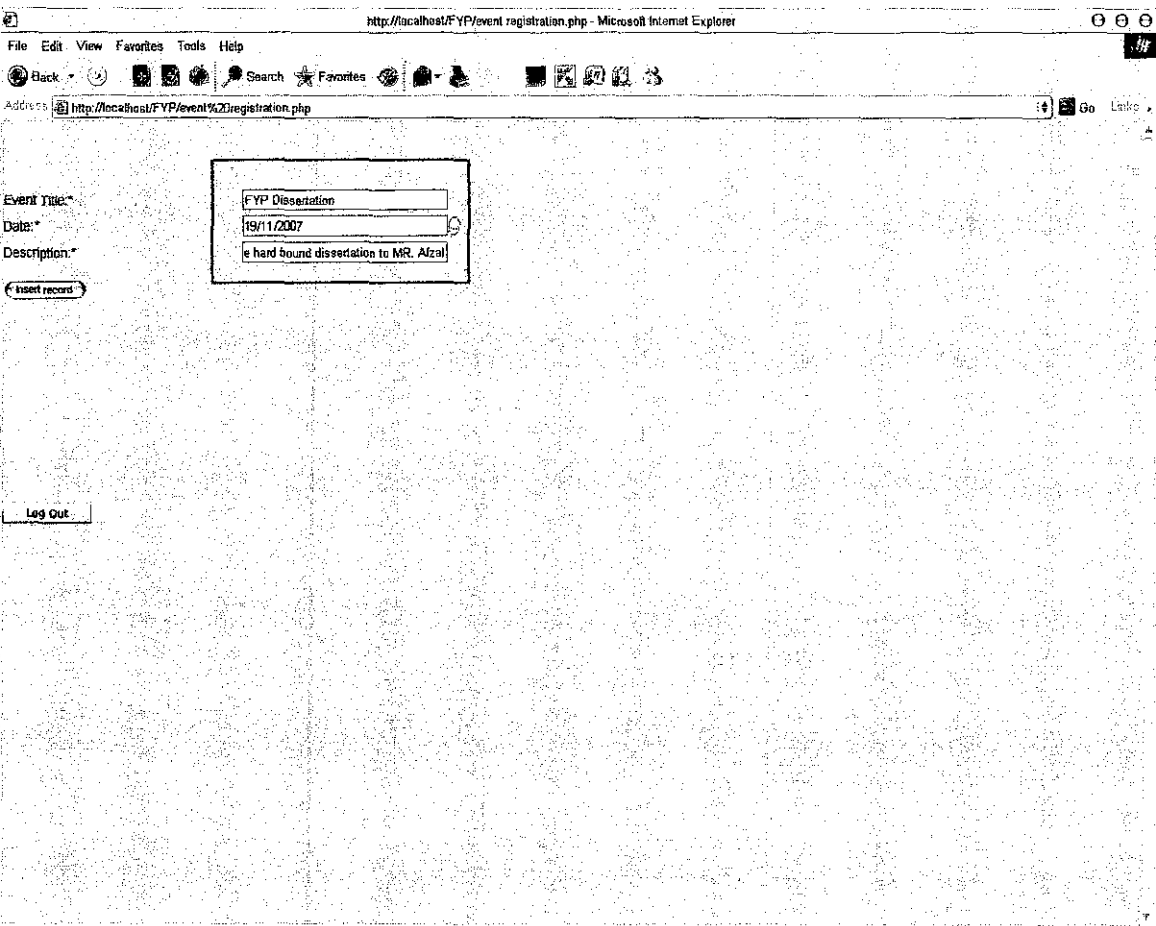 http://localhost/FYP/event registration.php - Microsoft Internet Explorer
File Edit View Favorites Tools Help
Back Search Favorites
Address http://localhost/FYP/event%20registration.php Go Links
Event Title:* FYP Dissertation
Date:* 19/11/2007
Description:* e hard bound dissertation to MR. Afzal
Insert record
Log Out